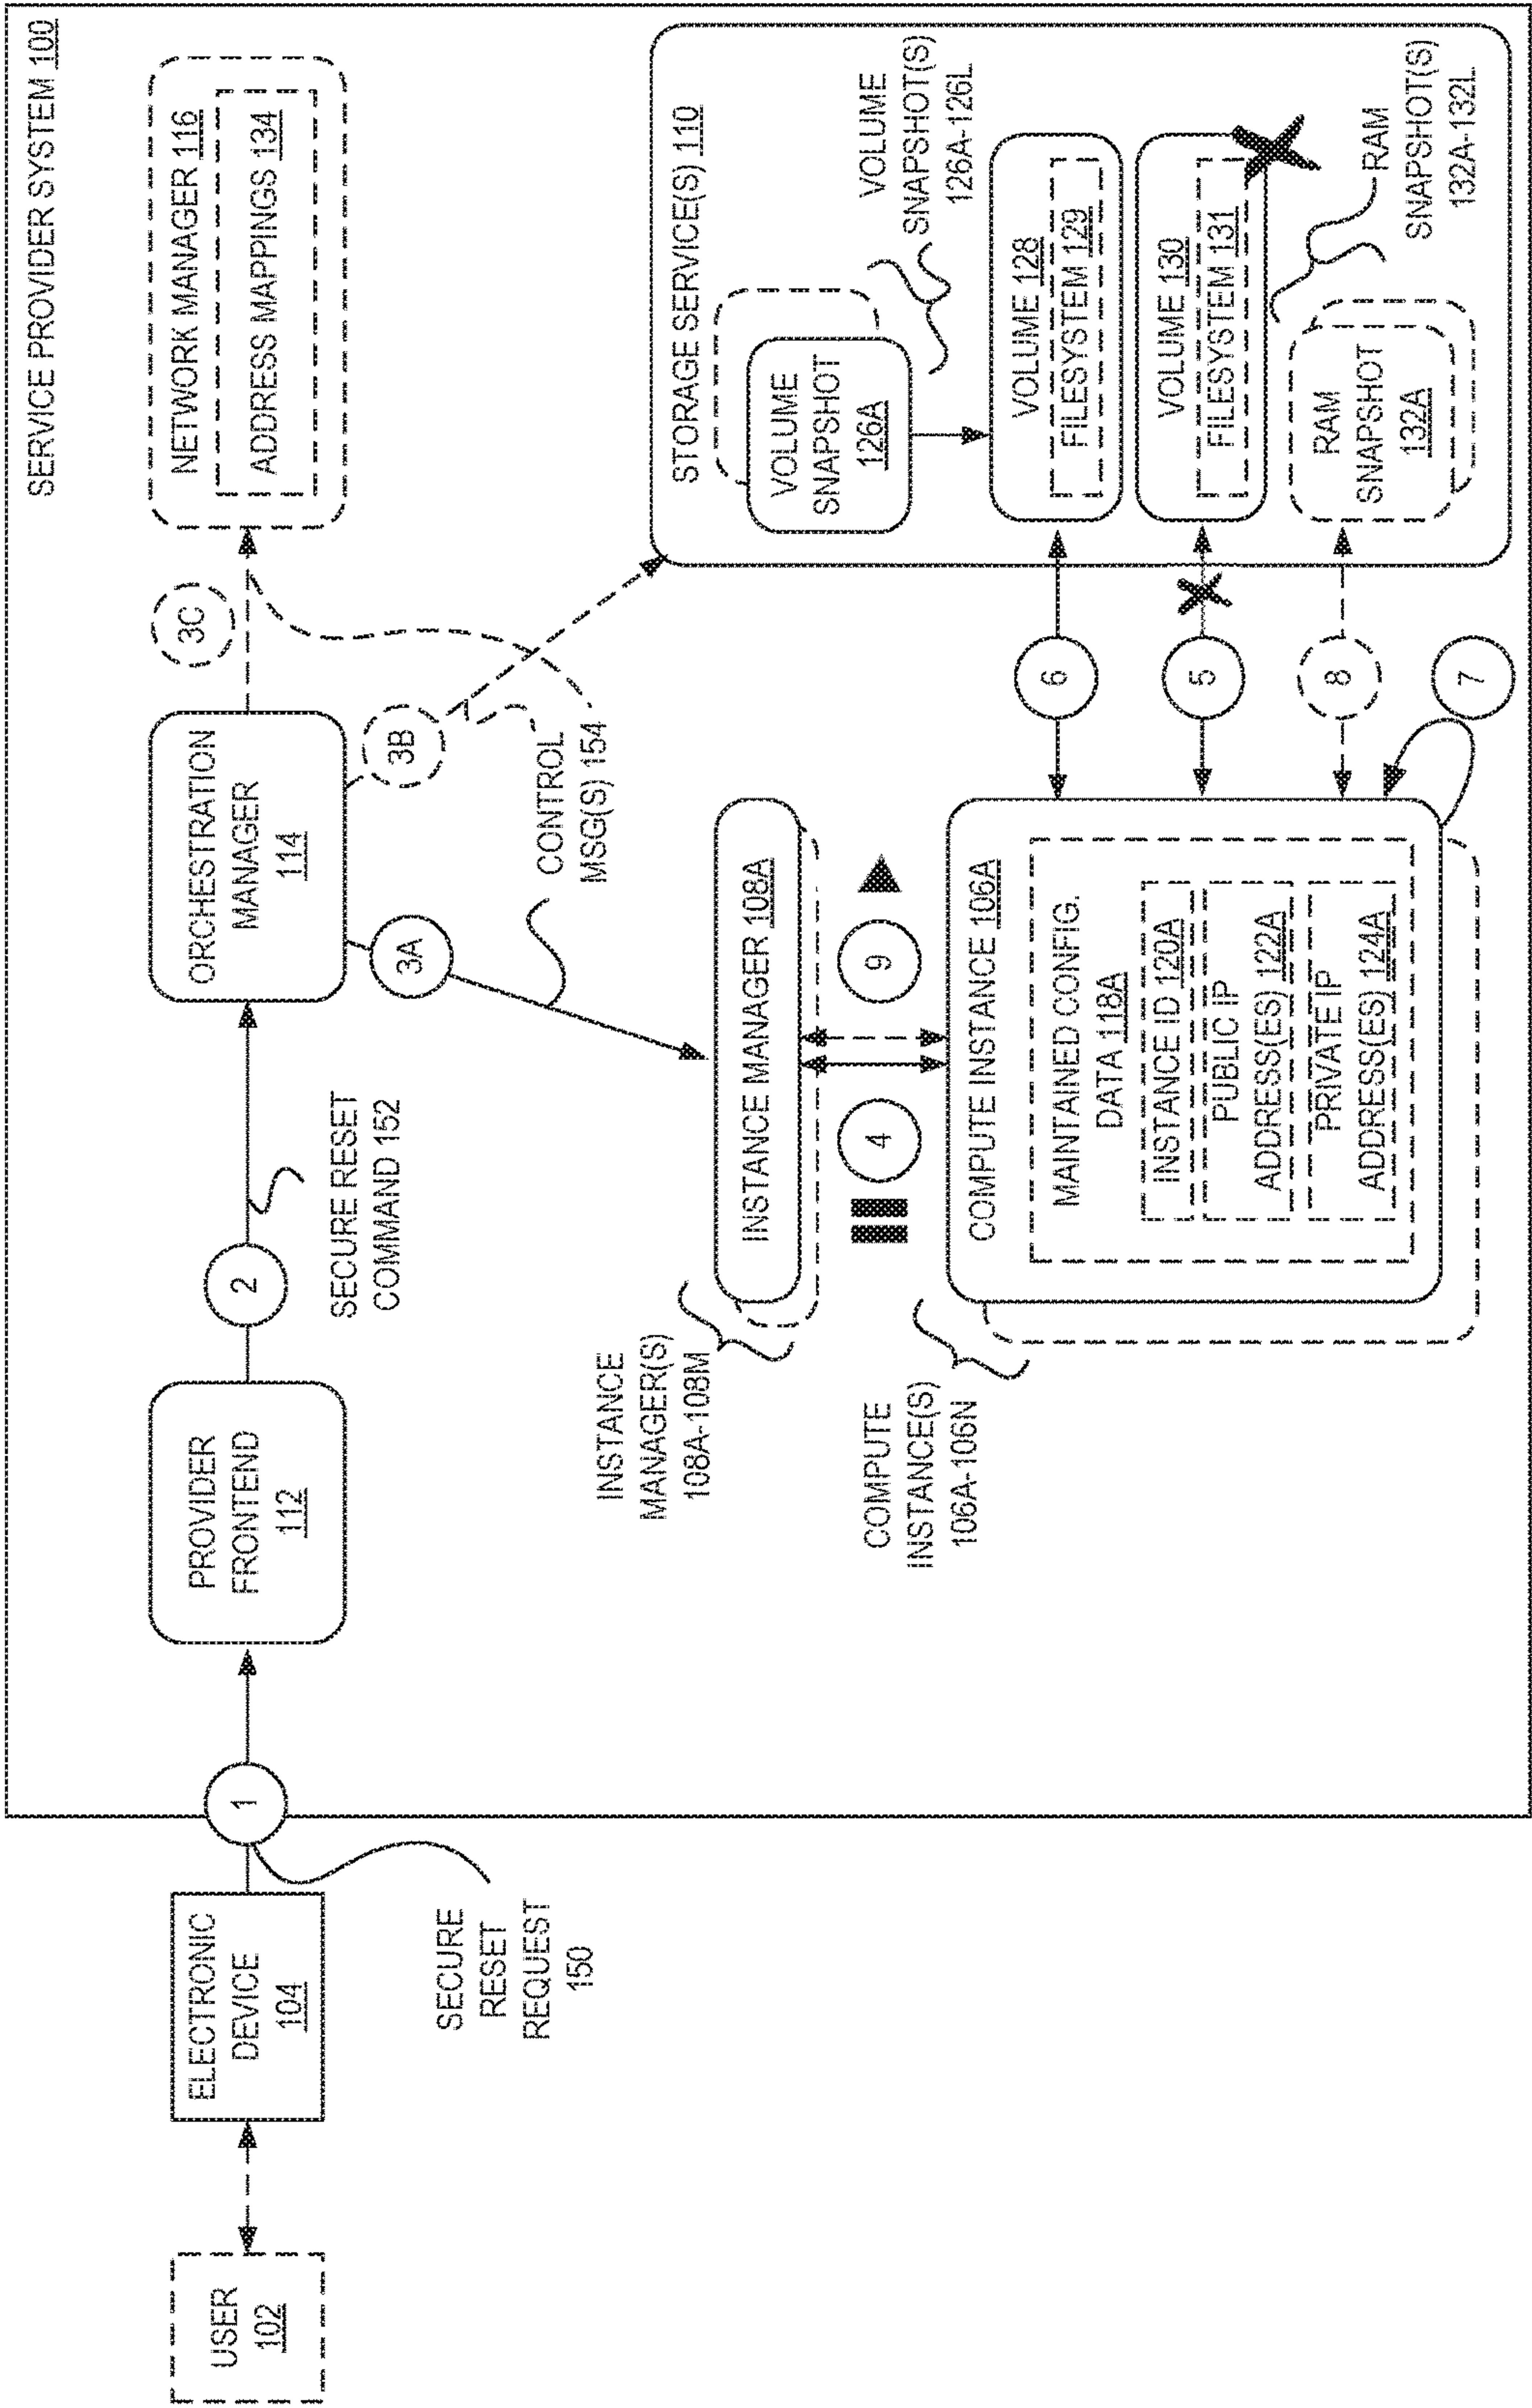 SERVICE PROVIDER SYSTEM 100
USER
102
ELECTRONIC
DEVICE
104
1
SECURE
RESET
REQUEST
150
PROVIDER
FRONTEND
112
2
SECURE RESET
COMMAND 152
ORCHESTRATION
MANAGER
114
3C
NETWORK MANAGER 116
ADDRESS MAPPINGS 134
3B
3A
CONTROL
MSG(S) 154
INSTANCE
MANAGER(S)
108A-108M
INSTANCE MANAGER 108A
4
9
COMPUTE
INSTANCE(S)
106A-106N
COMPUTE INSTANCE 106A
MAINTAINED CONFIG.
DATA 118A
INSTANCE ID 120A
PUBLIC IP
ADDRESS(ES) 122A
PRIVATE IP
ADDRESS(ES) 124A
6
5
8
7
STORAGE SERVICE(S) 110
VOLUME
SNAPSHOT
126A
VOLUME
SNAPSHOT(S)
126A-126L
VOLUME 128
FILESYSTEM 129
VOLUME 130
FILESYSTEM 131
RAM
SNAPSHOT
132A
RAM
SNAPSHOT(S)
132A-132L